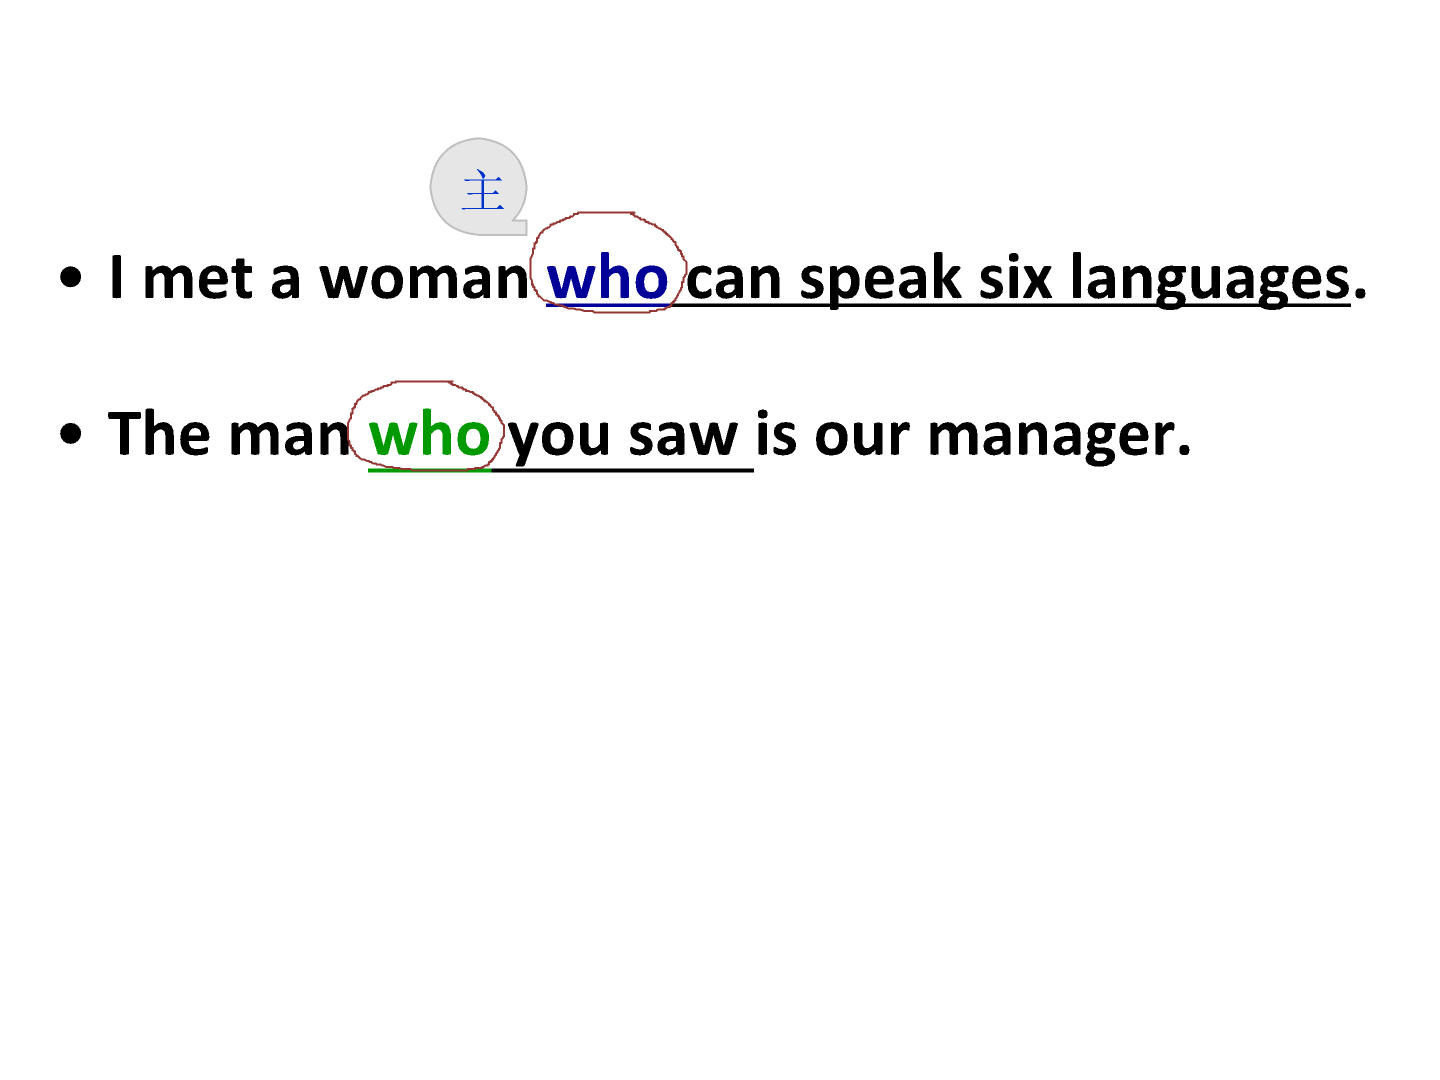 主
• I met a woman who can speak six languages.
• The man who you saw is our manager.